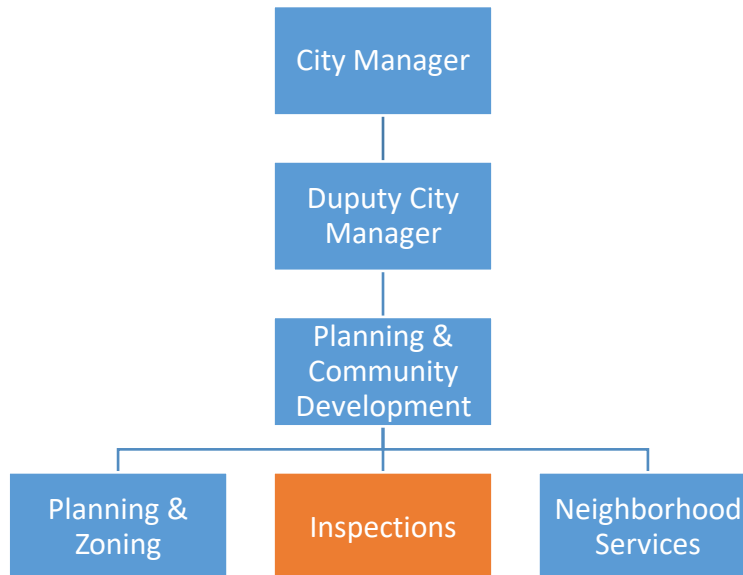 City Manager
Duputy City
Manager
Planning &
Community
Development
Planning &
Zoning
Inspections
Neighborhood
Services